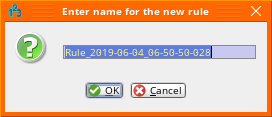 Enter name for the new rule
Rule_2019-06-04_06-50-50-028
OK
Cancel